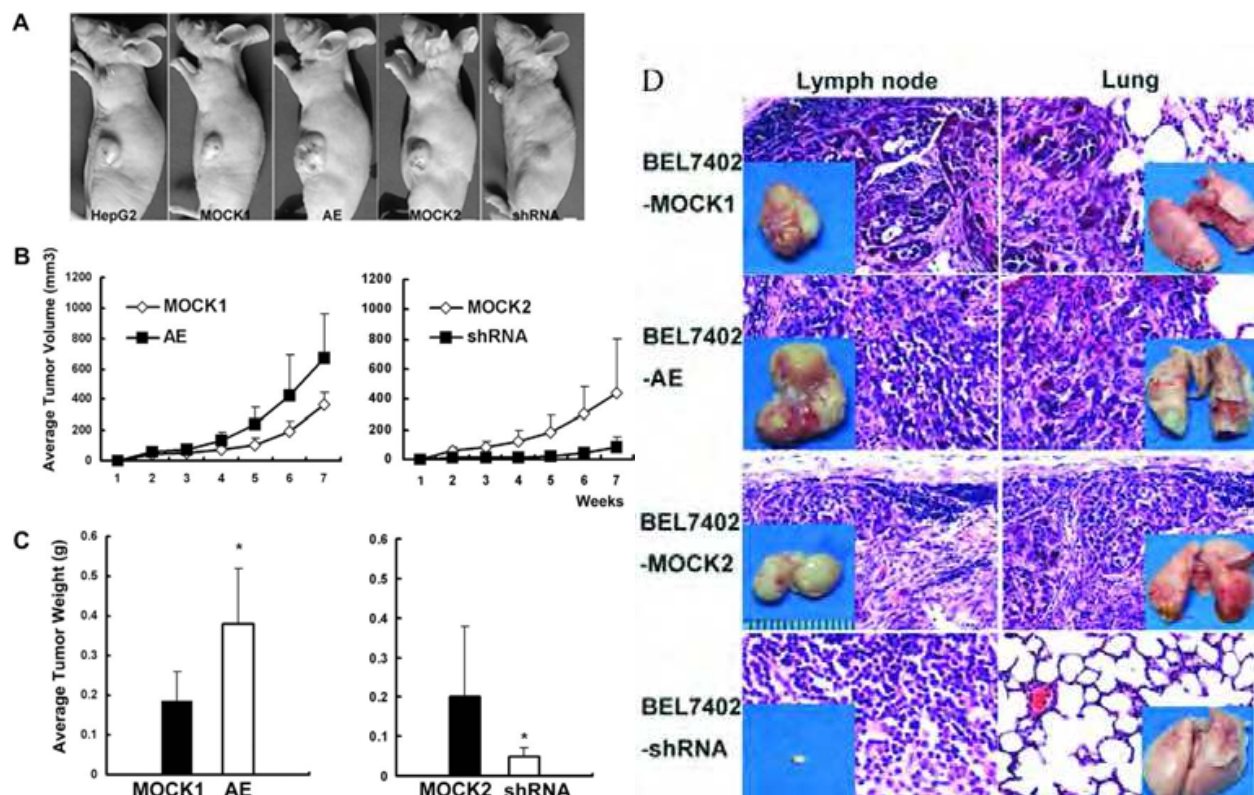 A
HepG2 MOCK1 AE MOCK2 shRNA
B
Average Tumor Volume (mm3)
1200
1000
800
600
400
200
0
MOCK1
AE
1 2 3 4 5 6 7
1200
1000
800
600
400
200
0
MOCK2
shRNA
1 2 3 4 5 6 7
Weeks
C
Average Tumor Weight (g)
0.6
0.5
0.4
0.3
0.2
0.1
0
*
MOCK1 AE
0.6
0.5
0.4
0.3
0.2
0.1
0
*
MOCK2 shRNA
D
Lymph node Lung
BEL7402
-MOCK1
BEL7402
-AE
BEL7402
-MOCK2
BEL7402
-shRNA